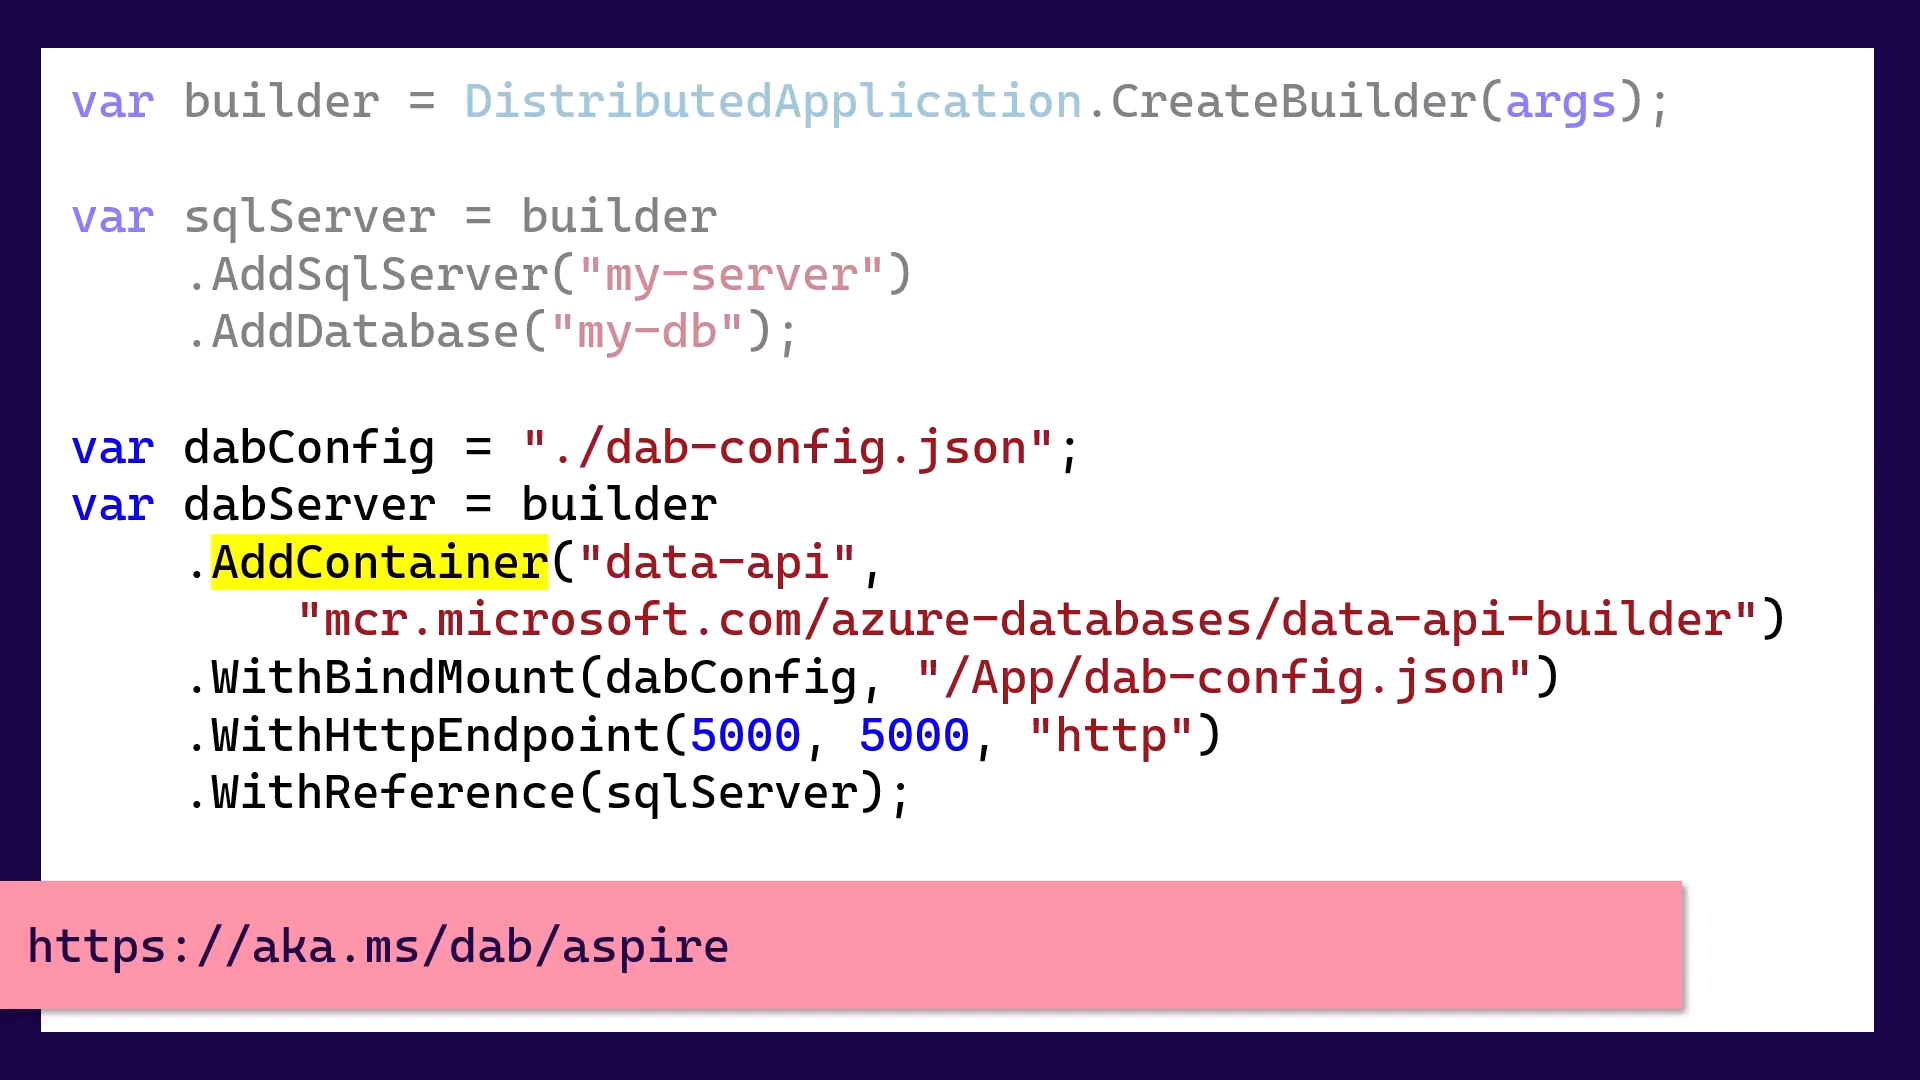 var builder = DistributedApplication.CreateBuilder(args);
var sqlServer = builder
.AddSqlServer("my-server")
.AddDatabase("my-db");
var dabConfig = "./dab-config.json";
var dabServer = builder
.AddContainer("data-api",
"mcr.microsoft.com/azure-databases/data-api-builder")
.WithBindMount(dabConfig, "/App/dab-config.json")
.WithHttpEndpoint(5000, 5000, "http")
.WithReference(sqlServer);
https://aka.ms/dab/aspire